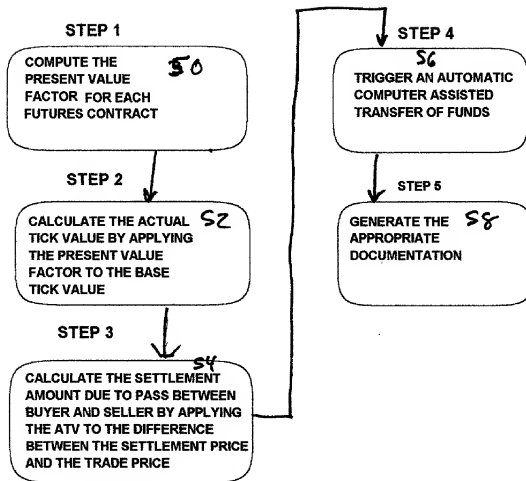 STEP 1
COMPUTE THE 50
PRESENT VALUE
FACTOR FOR EACH
FUTURES CONTRACT
STEP 2
CALCULATE THE ACTUAL 52
TICK VALUE BY APPLYING
THE PRESENT VALUE
FACTOR TO THE BASE
TICK VALUE
STEP 3
54
CALCULATE THE SETTLEMENT
AMOUNT DUE TO PASS BETWEEN
BUYER AND SELLER BY APPLYING
THE ATV TO THE DIFFERENCE
BETWEEN THE SETTLEMENT PRICE
AND THE TRADE PRICE
STEP 4
56
TRIGGER AN AUTOMATIC
COMPUTER ASSISTED
TRANSFER OF FUNDS
STEP 5
GENERATE THE 58
APPROPRIATE
DOCUMENTATION